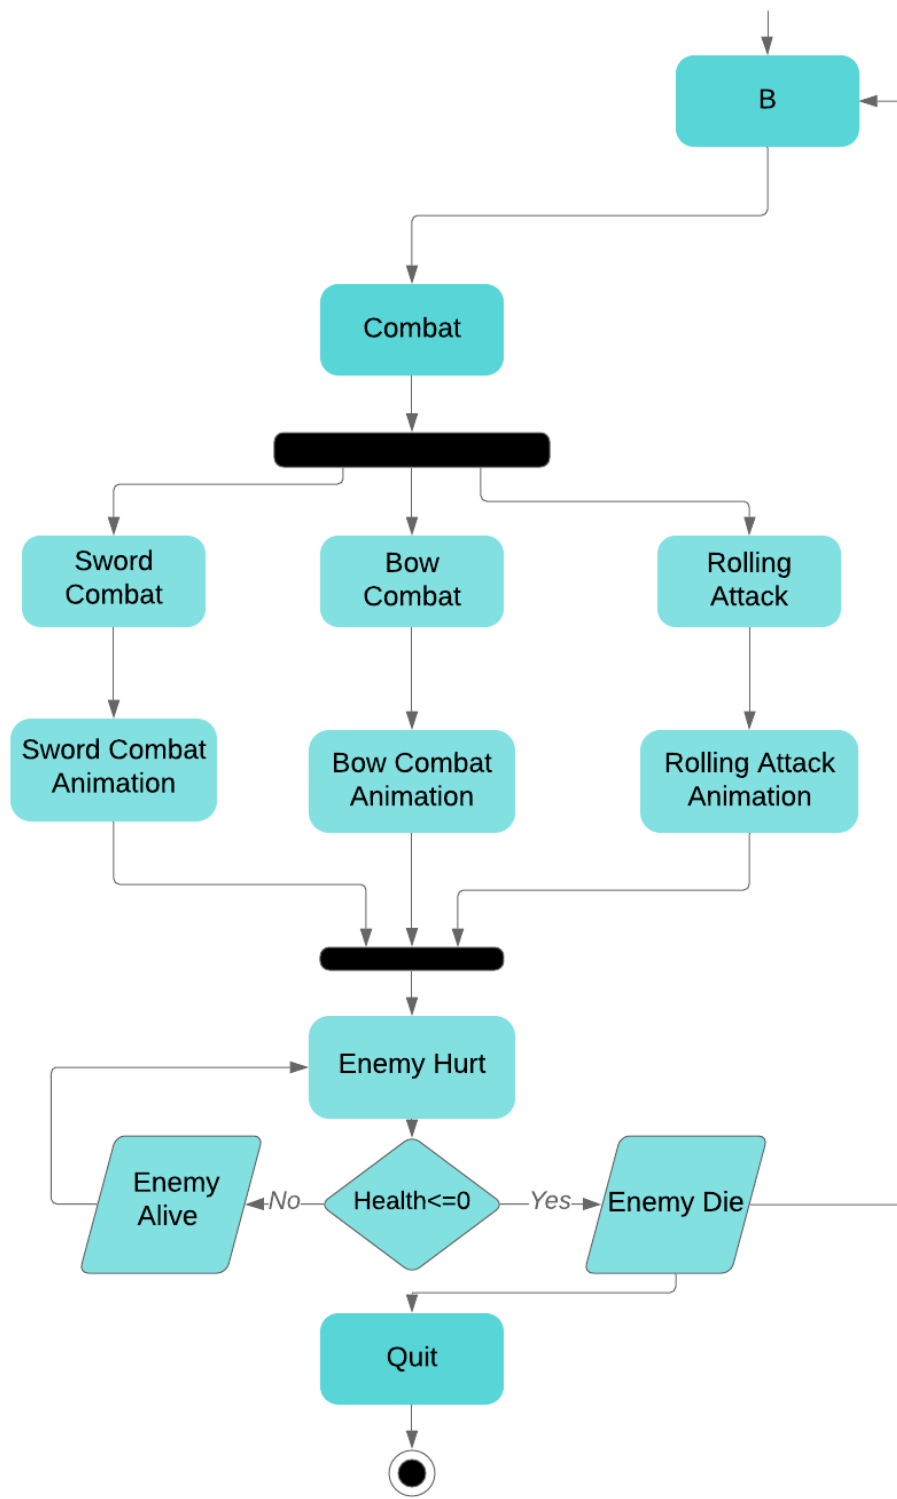 B
Combat
Sword
Combat
Bow
Combat
Rolling
Attack
Sword Combat
Animation
Bow Combat
Animation
Rolling Attack
Animation
Enemy Hurt
Enemy
Alive
No
Health<=0
Yes
Enemy Die
Quit